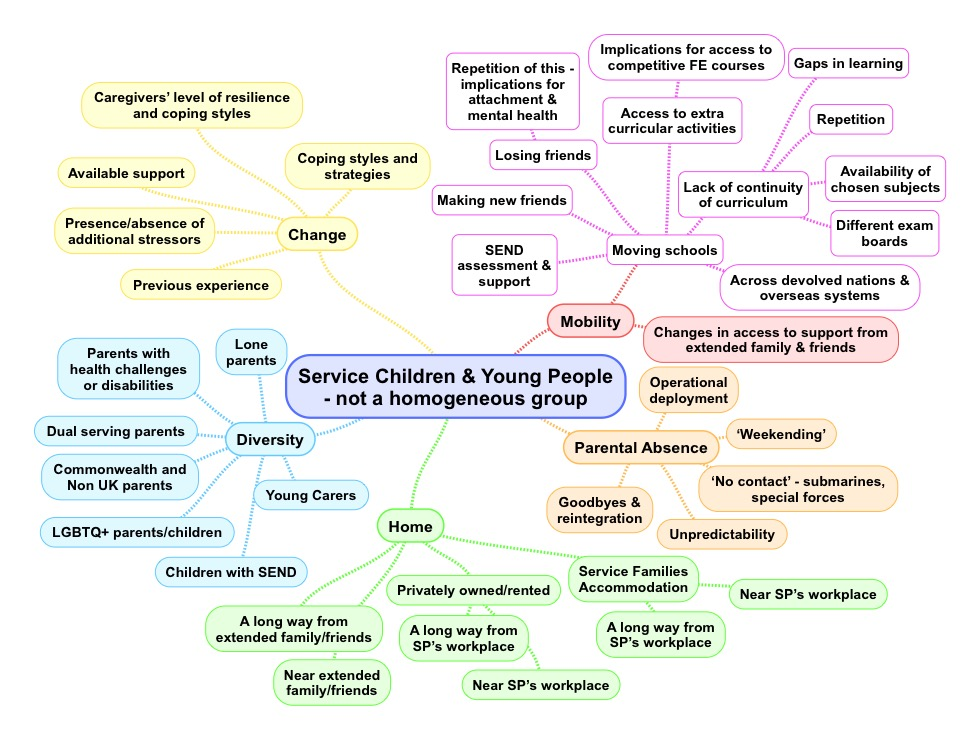 Service Children & Young People
- not a homogeneous group
Change
Caregivers’ level of resilience
and coping styles
Coping styles and
strategies
Available support
Presence/absence of
additional stressors
Previous experience
Mobility
Moving schools
Repetition of this -
implications for
attachment &
mental health
Losing friends
Making new friends
SEND
assessment &
support
Implications for access to
competitive FE courses
Access to extra
curricular activities
Lack of continuity
of curriculum
Gaps in learning
Repetition
Availability of
chosen subjects
Different exam
boards
Across devolved nations &
overseas systems
Changes in access to support from
extended family & friends
Parental Absence
Operational
deployment
‘Weekending’
‘No contact’ - submarines,
special forces
Unpredictability
Goodbyes &
reintegration
Diversity
Lone
parents
Parents with
health challenges
or disabilities
Dual serving parents
Commonwealth and
Non UK parents
LGBTQ+ parents/children
Children with SEND
Young Carers
Home
A long way from
extended family/friends
Near extended
family/friends
Privately owned/rented
A long way from
SP’s workplace
Near SP’s workplace
Service Families
Accommodation
A long way from
SP’s workplace
Near SP’s workplace